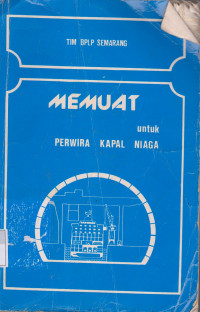 TIM BPLP SEMARANG
MEMUAT
untuk
PERWIRA KAPAL NIAGA